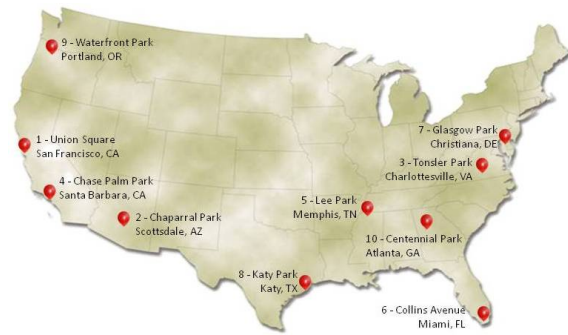 9 - Waterfront Park
Portland, OR
7 - Glasgow Park
Christiana, DE
1 - Union Square
San Francisco, CA
3 - Tonsler Park
Charlottesville, VA
4 - Chase Palm Park
Santa Barbara, CA
5 - Lee Park
Memphis, TN
2 - Chaparral Park
Scottsdale, AZ
10 - Centennial Park
Atlanta, GA
8 - Katy Park
Katy, TX
6 - Collins Avenue
Miami, FL